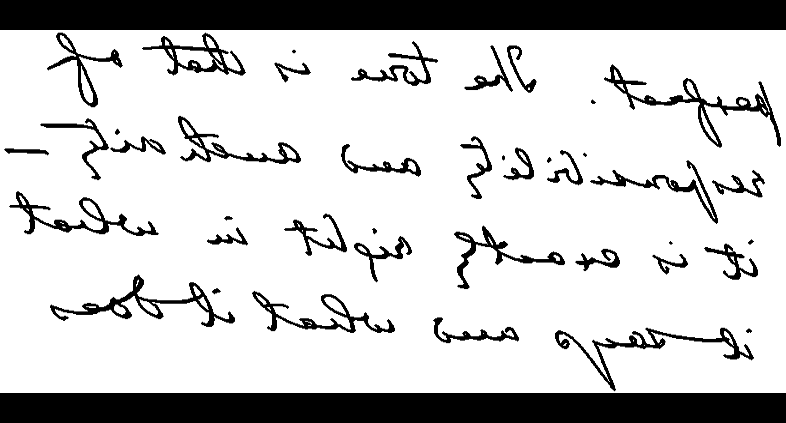 perfect. The tone is that of
responsibility and authority –
it is exactly right in what
it says and what it does